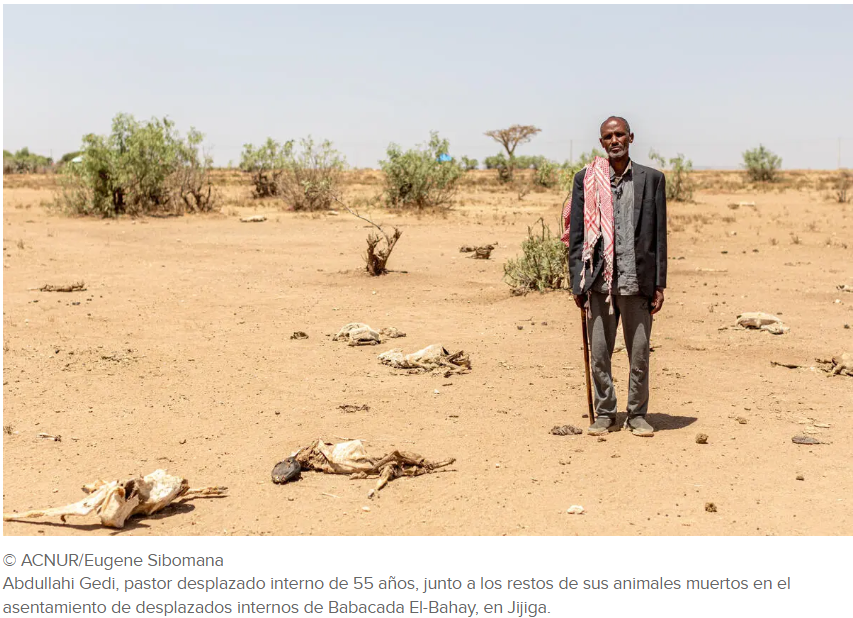 © ACNUR/Eugene Sibomana
Abdullahi Gedi, pastor desplazado interno de 55 años, junto a los restos de sus animales muertos en el
asentamiento de desplazados internos de Babacada El-Bahay, en Jijiga.